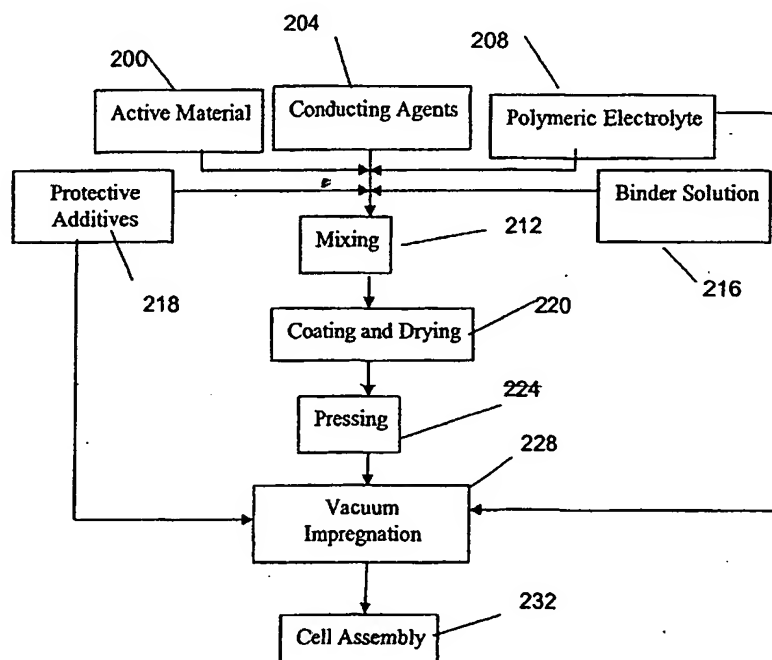 204
200
208
Active Material
Conducting Agents
Polymeric Electrolyte
Protective
Additives
Binder Solution
Mixing
212
218
216
Coating and Drying
220
Pressing
224
228
Vacuum
Impregnation
232
Cell Assembly